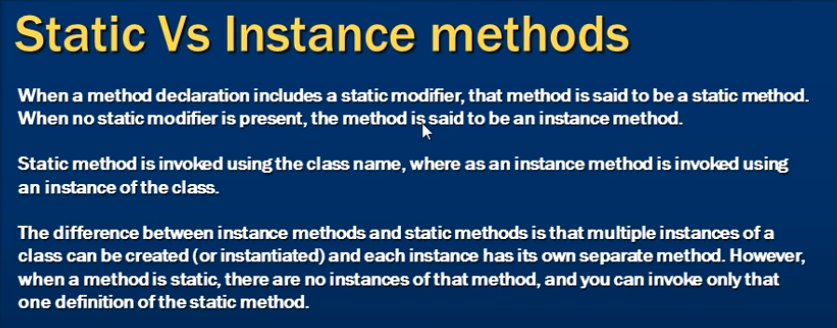 Static Vs Instance methods
When a method declaration includes a static modifier, that method is said to be a static method.
When no static modifier is present, the method is said to be an instance method.
Static method is invoked using the class name, where as an instance method is invoked using
an instance of the class.
The difference between instance methods and static methods is that multiple instances of a
class can be created (or instantiated) and each instance has its own separate method. However,
when a method is static, there are no instances of that method, and you can invoke only that
one definition of the static method.